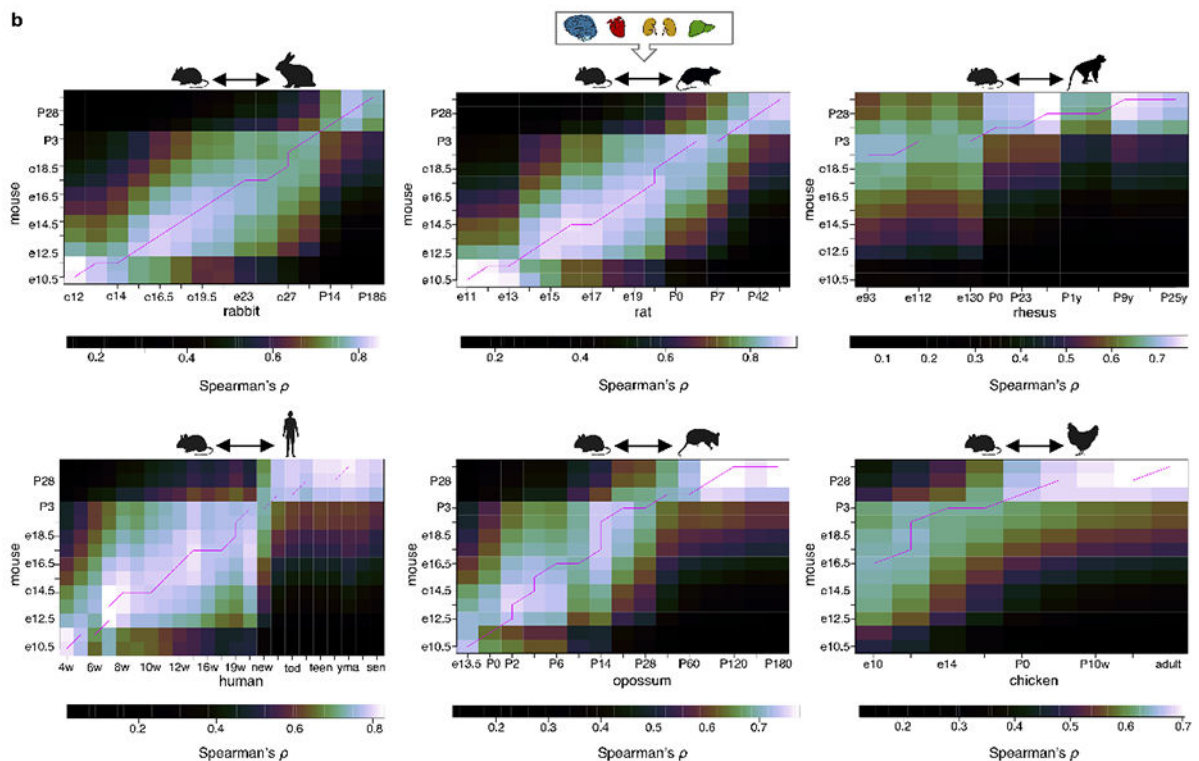 b
P28
P3
c18.5
e16.5
e14.5
e12.5
e10.5
mouse
c12 c14 c16.5 c19.5 e23 c27 P14 P186
rabbit
0.2 0.4 0.6 0.8
Spearman's ρ
P28
P3
e18.5
e16.5
e14.5
e12.5
e10.5
mouse
e11 e13 e15 e17 e19 P0 P7 P42
rat
0.2 0.4 0.6 0.8
Spearman's ρ
P28
P3
c18.5
e16.5
e14.5
c12.5
e10.5
mouse
e93 e112 e130 P0 P23 P1y P9y P25y
rhesus
0.1 0.2 0.3 0.4 0.5 0.6 0.7
Spearman's ρ
P28
P3
e18.5
e16.5
c14.5
e12.5
e10.5
mouse
4w 6w 8w 10w 12w 16w 19w new tod teen yma sen
human
0.2 0.4 0.6 0.8
Spearman's ρ
P28
P3
e18.5
e16.5
c14.5
e12.5
e10.5
mouse
e13.5 P0 P2 P6 P14 P28 P60 P120 P180
opossum
0.2 0.3 0.4 0.5 0.6 0.7
Spearman's ρ
P28
P3
e18.5
e16.5
e14.5
e12.5
e10.5
mouse
e10 e14 P0 P10w adult
chicken
0.2 0.3 0.4 0.5 0.6 0.7
Spearman's ρ